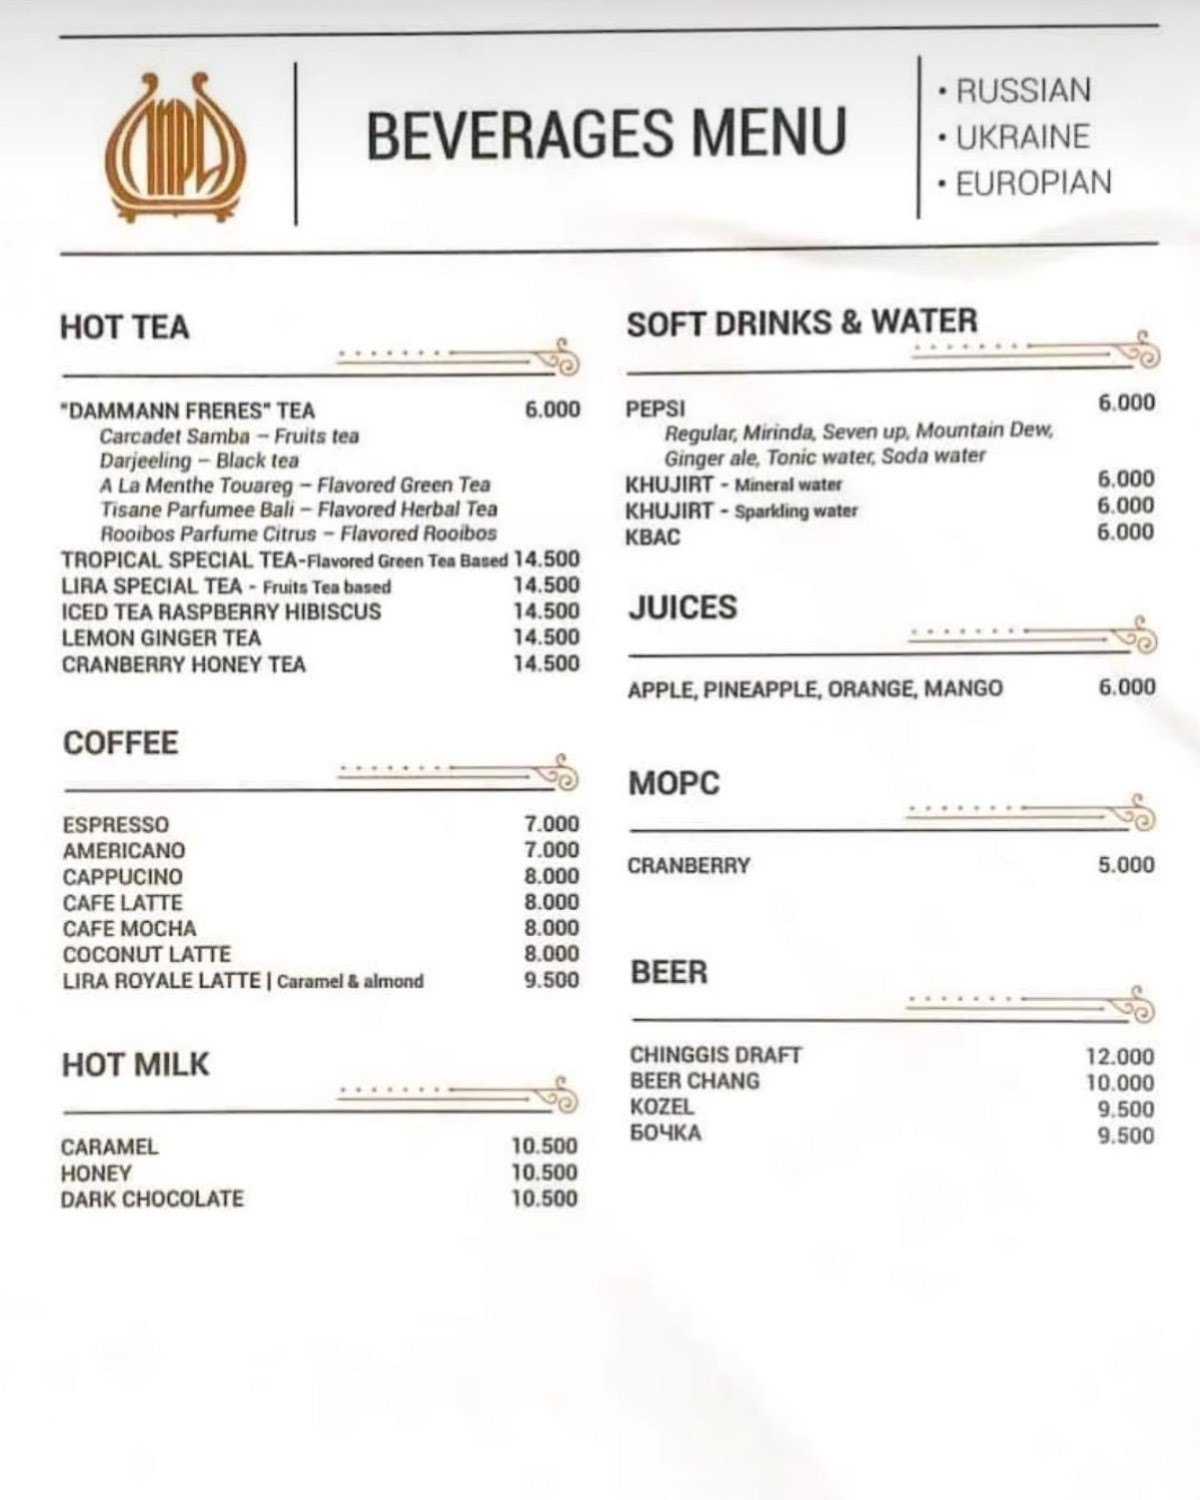 ЛИРА
BEVERAGES MENU
• RUSSIAN
• UKRAINE
• EUROPIAN
HOT TEA
"DAMMANN FRERES" TEA 6.000
Carcadet Samba – Fruits tea
Darjeeling – Black tea
A La Menthe Touareg – Flavored Green Tea
Tisane Parfumee Bali – Flavored Herbal Tea
Rooibos Parfume Citrus – Flavored Rooibos
TROPICAL SPECIAL TEA-Flavored Green Tea Based 14.500
LIRA SPECIAL TEA - Fruits Tea based 14.500
ICED TEA RASPBERRY HIBISCUS 14.500
LEMON GINGER TEA 14.500
CRANBERRY HONEY TEA 14.500
COFFEE
ESPRESSO 7.000
AMERICANO 7.000
CAPPUCINO 8.000
CAFE LATTE 8.000
CAFE MOCHA 8.000
COCONUT LATTE 8.000
LIRA ROYALE LATTE | Caramel & almond 9.500
HOT MILK
CARAMEL 10.500
HONEY 10.500
DARK CHOCOLATE 10.500
SOFT DRINKS & WATER
PEPSI 6.000
Regular, Mirinda, Seven up, Mountain Dew,
Ginger ale, Tonic water, Soda water
KHUJIRT - Mineral water 6.000
KHUJIRT - Sparkling water 6.000
КВАС 6.000
JUICES
APPLE, PINEAPPLE, ORANGE, MANGO 6.000
МОРС
CRANBERRY 5.000
BEER
CHINGGIS DRAFT 12.000
BEER CHANG 10.000
KOZEL 9.500
БОЧКА 9.500